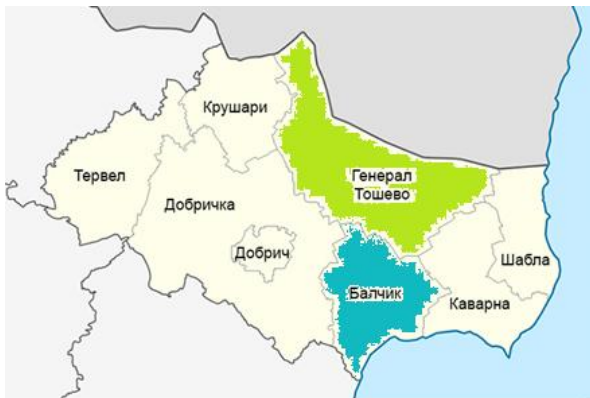 Крушари
Тервел
Генерал
Тошево
Добричка
Добрич
Шабла
Балчик
Каварна